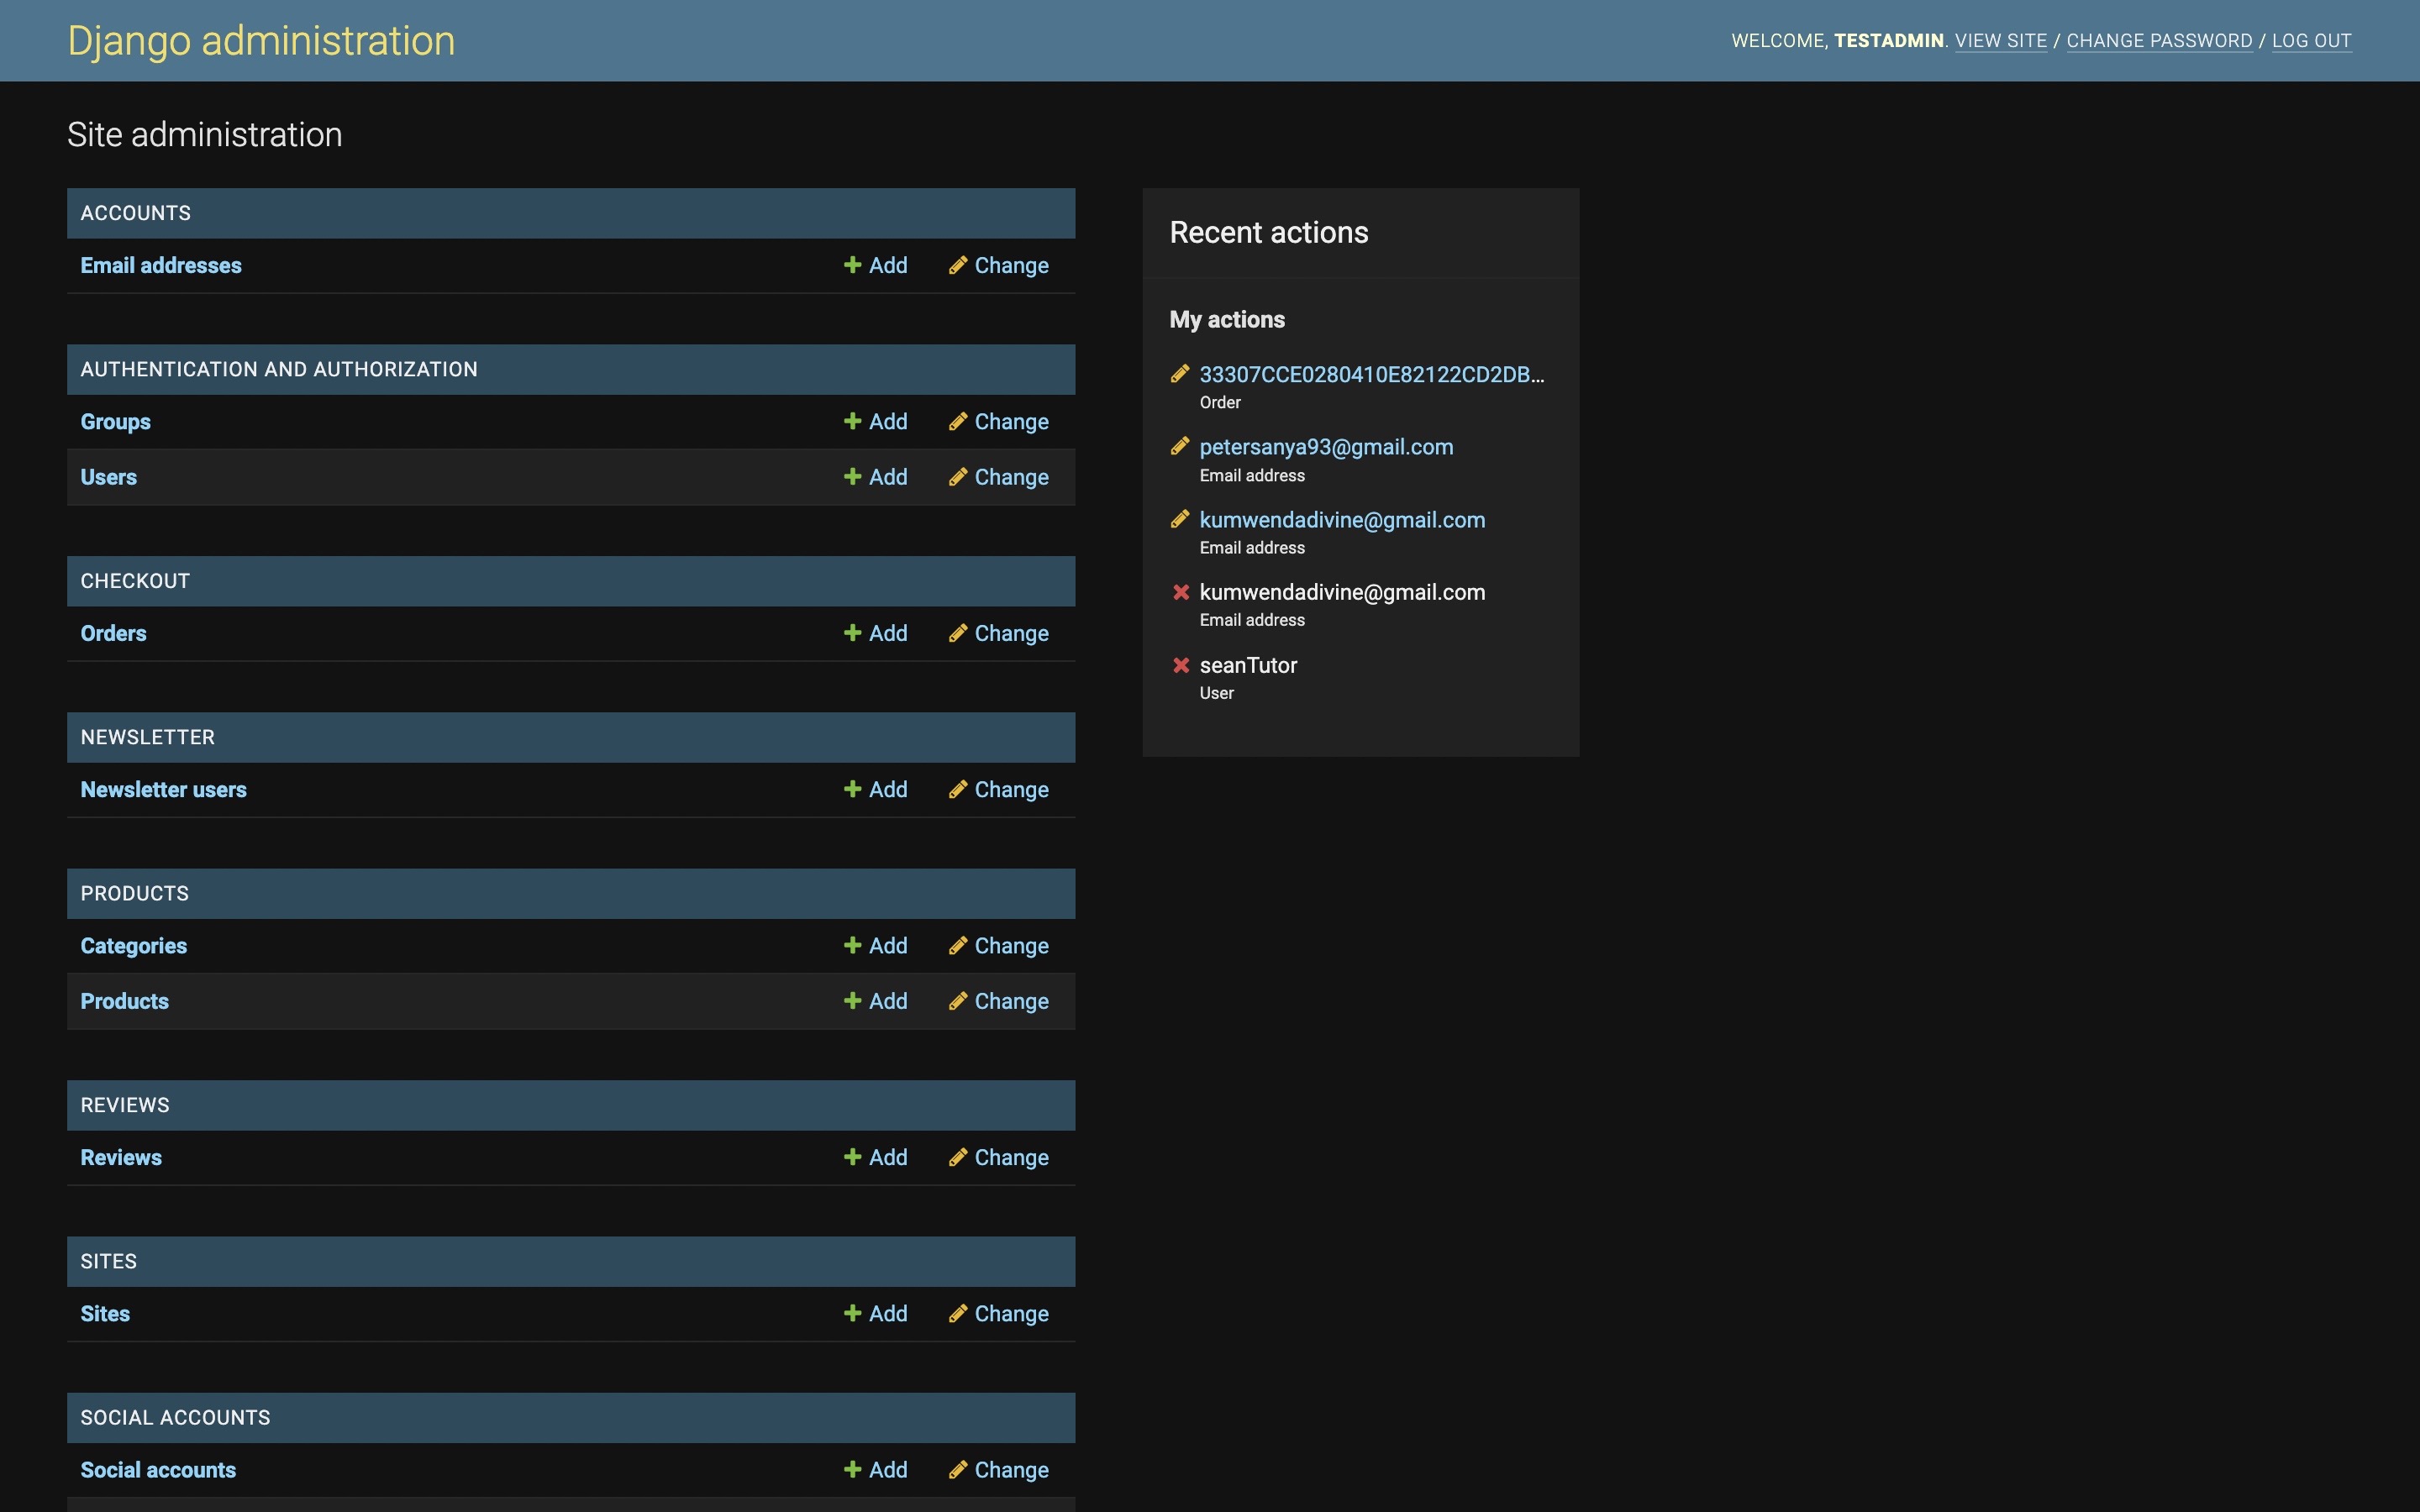 Django administration
WELCOME, TESTADMIN. VIEW SITE / CHANGE PASSWORD / LOG OUT
Site administration
ACCOUNTS
Email addresses Add Change
AUTHENTICATION AND AUTHORIZATION
Groups Add Change
Users Add Change
CHECKOUT
Orders Add Change
NEWSLETTER
Newsletter users Add Change
PRODUCTS
Categories Add Change
Products Add Change
REVIEWS
Reviews Add Change
SITES
Sites Add Change
SOCIAL ACCOUNTS
Social accounts Add Change
Recent actions
My actions
33307CCE0280410E82122CD2DB...
Order
petersanya93@gmail.com
Email address
kumwendadivine@gmail.com
Email address
kumwendadivine@gmail.com
Email address
seanTutor
User